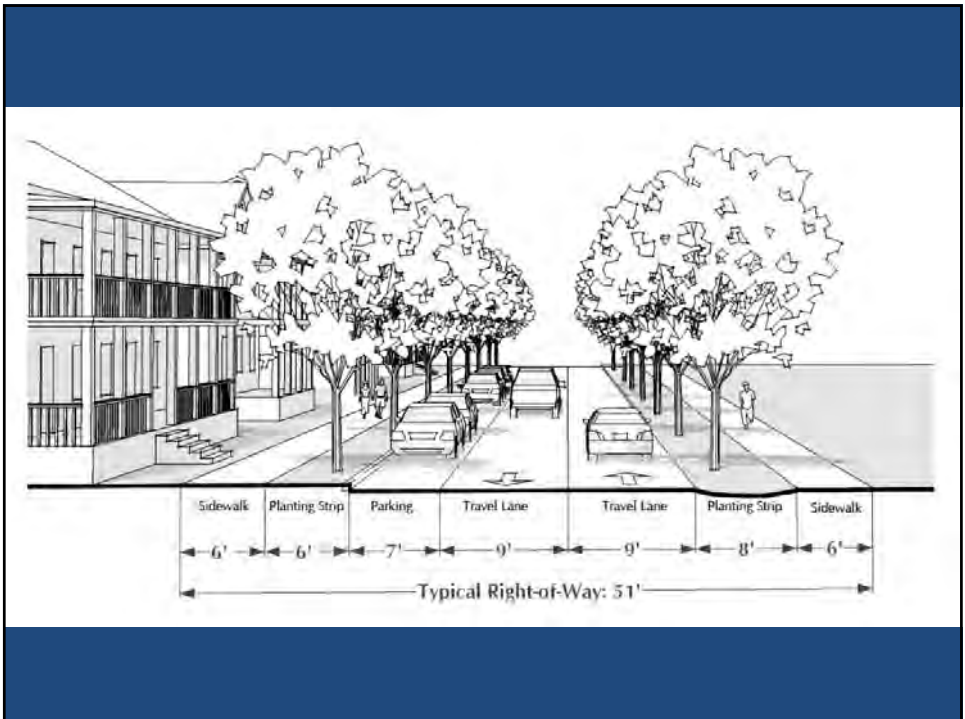 Sidewalk Planting Strip Parking Travel Lane Travel Lane Planting Strip Sidewalk
6' 6' 7' 9' 9' 8' 6'
Typical Right-of-Way: 51'